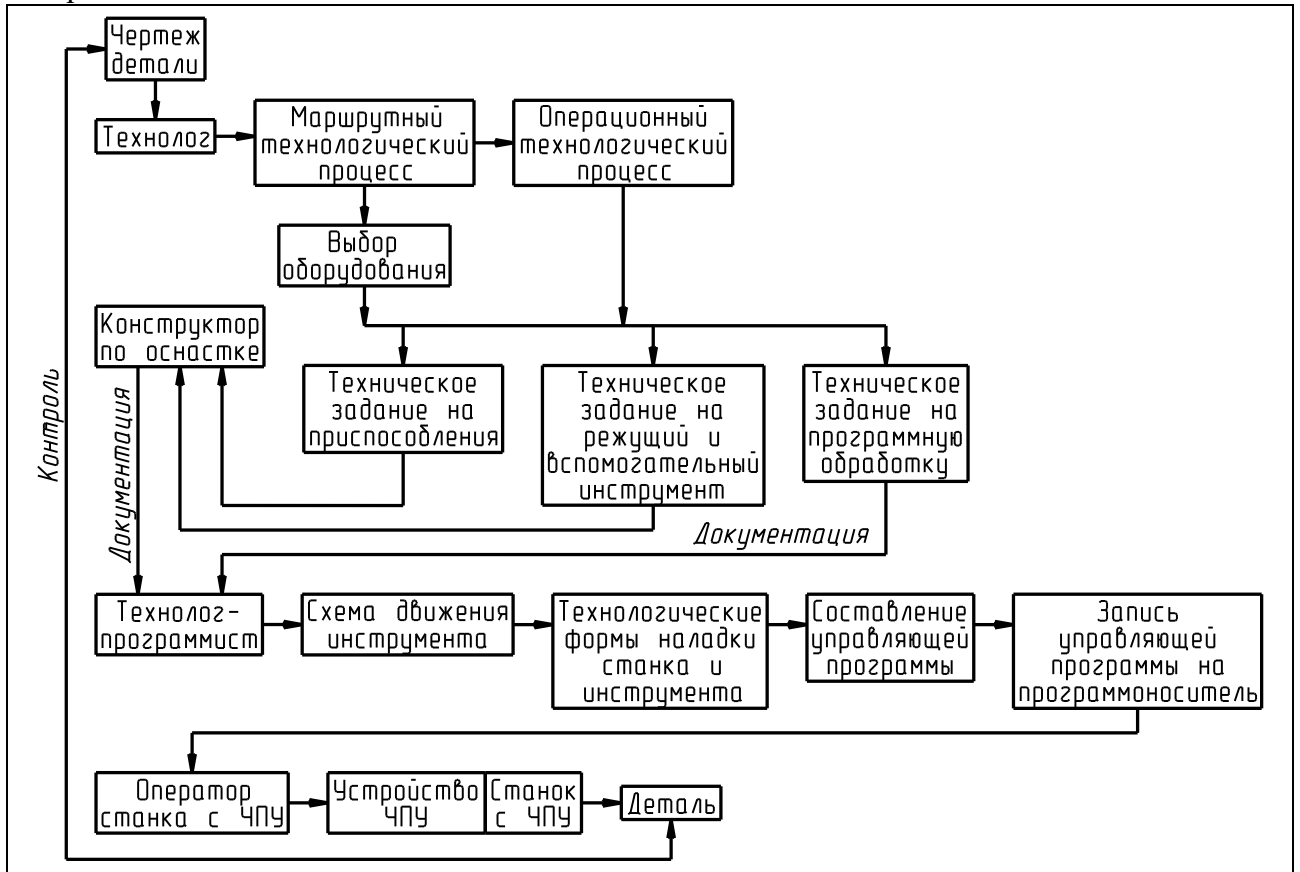 Чертеж
детали
Технолог
Маршрутный
технологический
процесс
Операционный
технологический
процесс
Выбор
оборудования
Конструктор
по оснастке
Техническое
задание на
приспособления
Техническое
задание на
режущий и
вспомогательный
инструмент
Техническое
задание на
программную
обработку
Контроль
Документация
Документация
Технолог-
программист
Схема движения
инструмента
Технологические
формы наладки
станка и
инструмента
Составление
управляющей
программы
Запись
управляющей
программы на
программоноситель
Оператор
станка с ЧПУ
Устройство
ЧПУ
Станок
с ЧПУ
Деталь